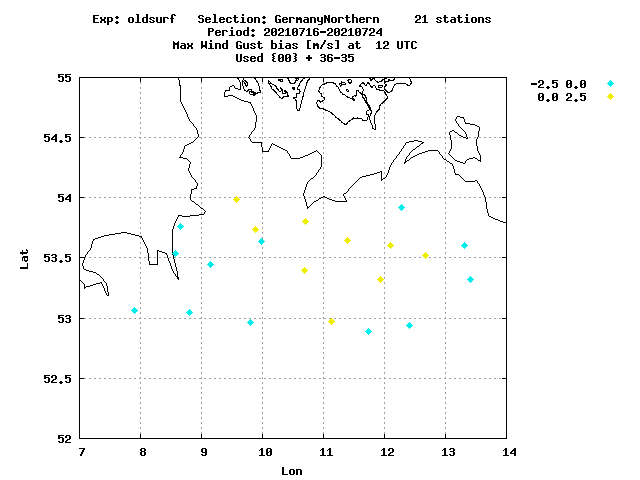 Exp: oldsurf   Selection: GermanyNorthern     21 stations
Period: 20210716-20210724
Max Wind Gust bias [m/s] at  12 UTC
Used {00} + 36-35
55
54.5
54
53.5
53
52.5
52
Lat
7 8 9 10 11 12 13 14
Lon
-2.5 0.0
0.0 2.5